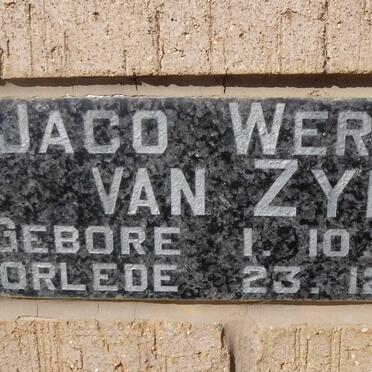 JACO WER
VAN ZY
GEBORE 1. 10
ORLEDE 23. 12